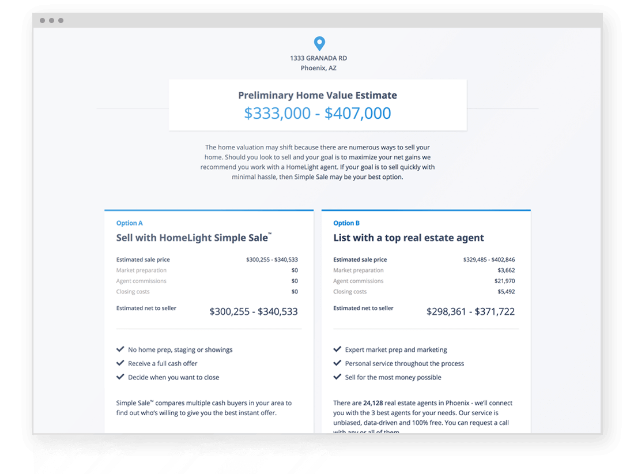 1333 GRANADA RD
Phoenix, AZ
Preliminary Home Value Estimate
$333,000 - $407,000
The home valuation may shift because there are numerous ways to sell your
home. Should you look to sell and your goal is to maximize your net gains we
recommend you work with a HomeLight agent. If your goal is to sell quickly with
minimal hassle, then Simple Sale may be your best option.
Option A
Sell with HomeLight Simple Sale™
Estimated sale price $300,255 - $340,533
Market preparation $0
Agent commissions $0
Closing costs $0
Estimated net to seller $300,255 - $340,533
No home prep, staging or showings
Receive a full cash offer
Decide when you want to close
Simple Sale™ compares multiple cash buyers in your area to
find out who's willing to give you the best instant offer.
Option B
List with a top real estate agent
Estimated sale price $329,485 - $402,846
Market preparation $3,662
Agent commissions $21,970
Closing costs $5,492
Estimated net to seller $298,361 - $371,722
Expert market prep and marketing
Personal service throughout the process
Sell for the most money possible
There are 24,128 real estate agents in Phoenix - we'll connect
you with the 3 best agents for your needs. Our service is
unbiased, data-driven and 100% free. You can request a call
with any or all of them